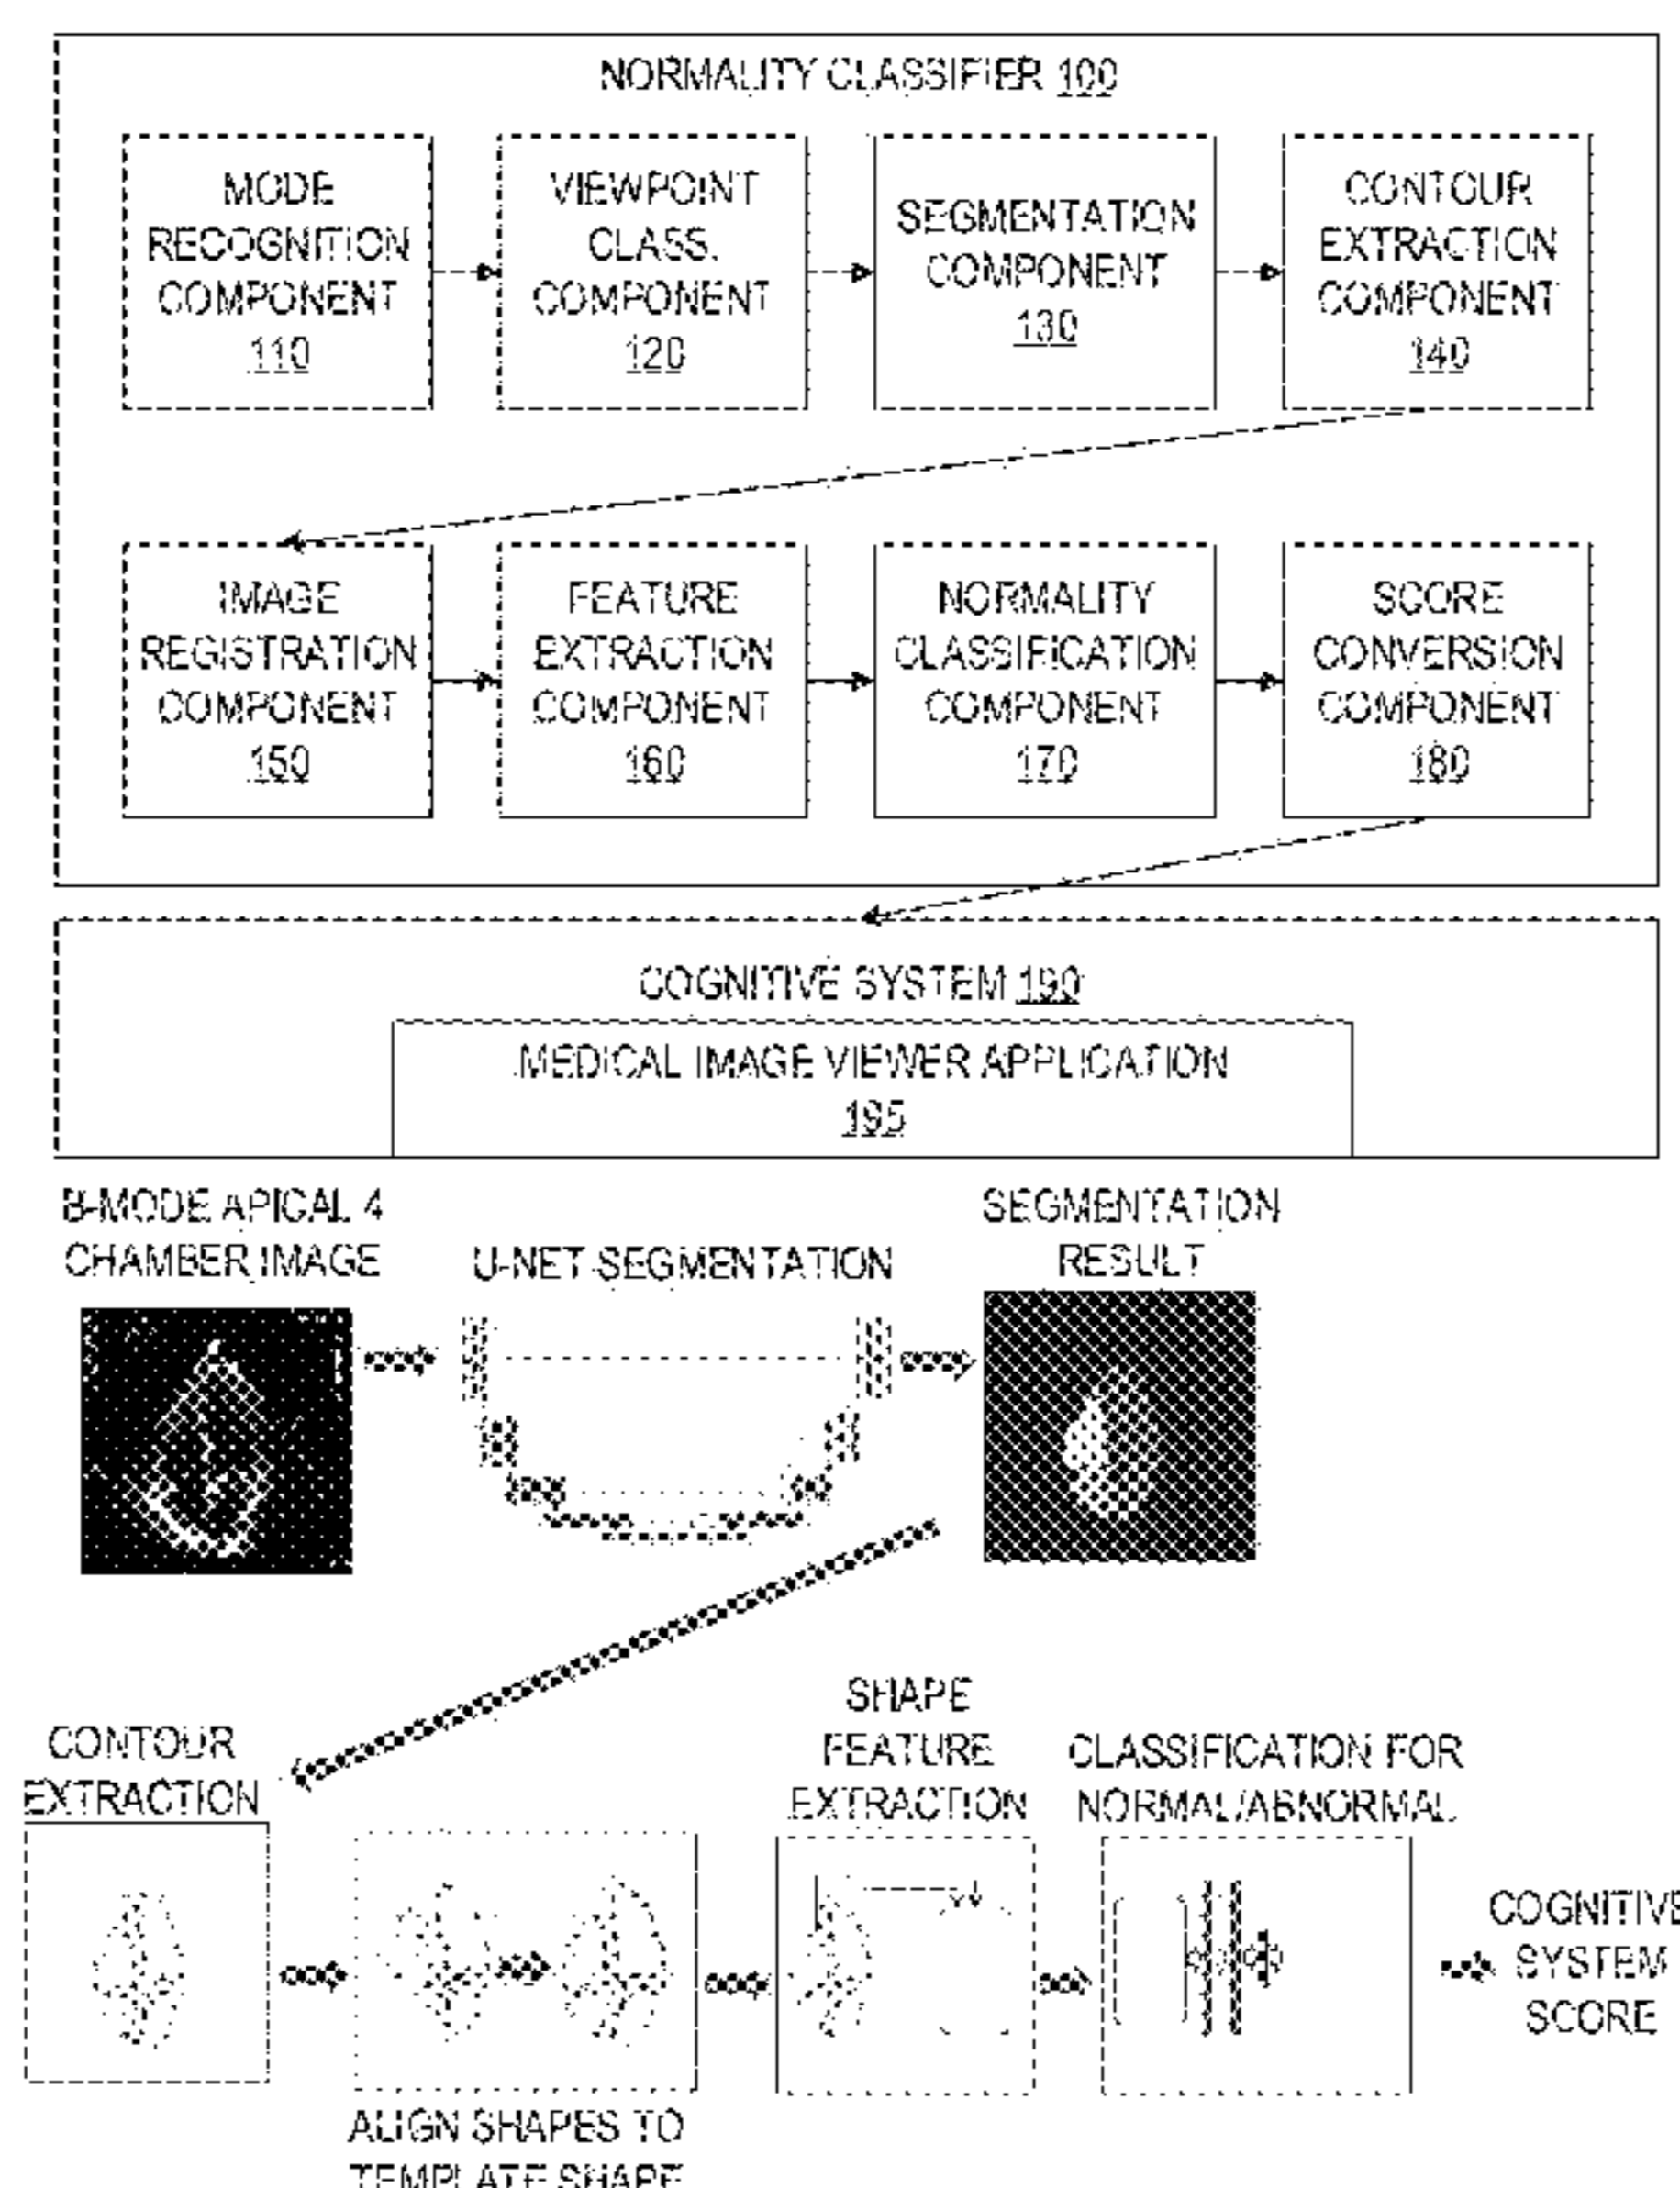 NORMALITY CLASSIFIER 100
MODE
RECOGNITION
COMPONENT
110
VIEWPOINT
CLASS.
COMPONENT
120
SEGMENTATION
COMPONENT
130
CONTOUR
EXTRACTION
COMPONENT
140
IMAGE
REGISTRATION
COMPONENT
150
FEATURE
EXTRACTION
COMPONENT
160
NORMALITY
CLASSIFICATION
COMPONENT
170
SCORE
CONVERSION
COMPONENT
180
COGNITIVE SYSTEM 190
MEDICAL IMAGE VIEWER APPLICATION
195
B-MODE APICAL 4
CHAMBER IMAGE
U-NET SEGMENTATION
SEGMENTATION
RESULT
CONTOUR
EXTRACTION
SHAPE
FEATURE
EXTRACTION
CLASSIFICATION FOR
NORMAL/ABNORMAL
COGNITIVE
SYSTEM
SCORE
ALIGN SHAPES TO
TEMPLATE SHAPE